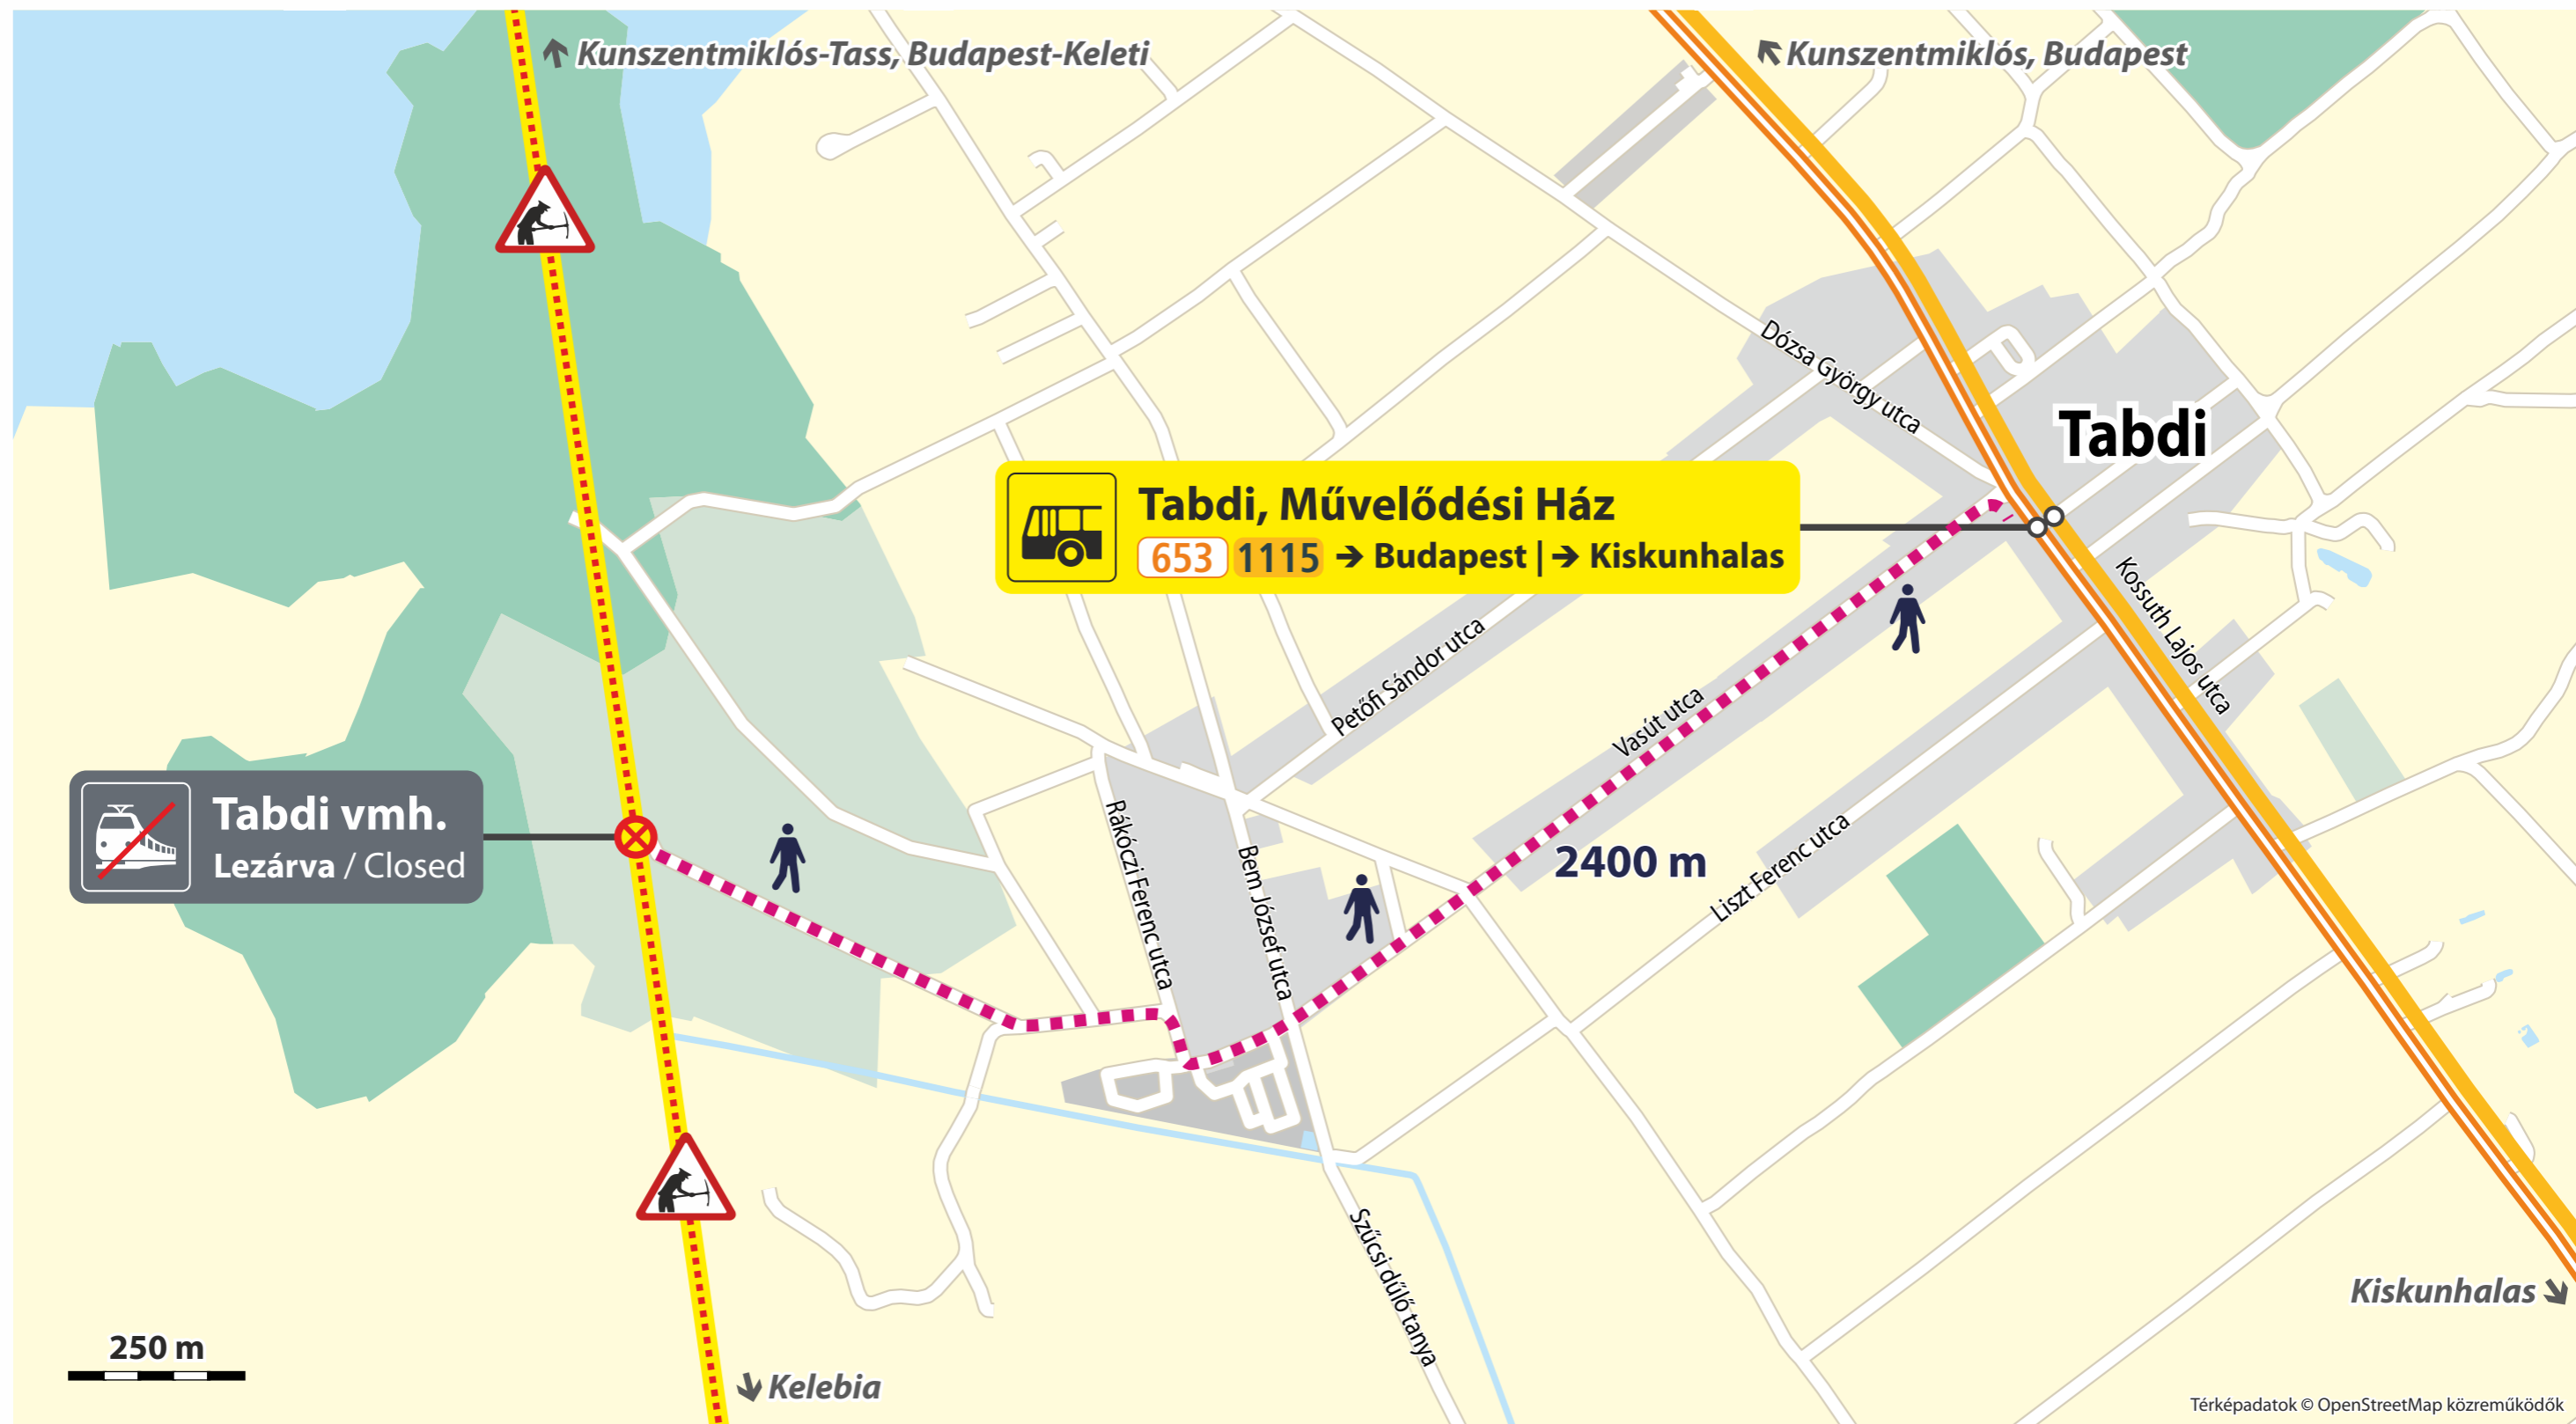 Kunszentmiklós-Tass, Budapest-Keleti
Kunszentmiklós, Budapest
Dózsa György utca
Tabdi
Tabdi, Művelődési Ház
653 1115 → Budapest | → Kiskunhalas
Kossuth Lajos utca
Petőfi Sándor utca
Vasút utca
Tabdi vmh.
Lezárva / Closed
Rákóczi Ferenc utca
Bem József utca
2400 m
Liszt Ferenc utca
Szűcsi dűlő tanya
Kiskunhalas
250 m
Kelebia
Térképadatok © OpenStreetMap közreműködők